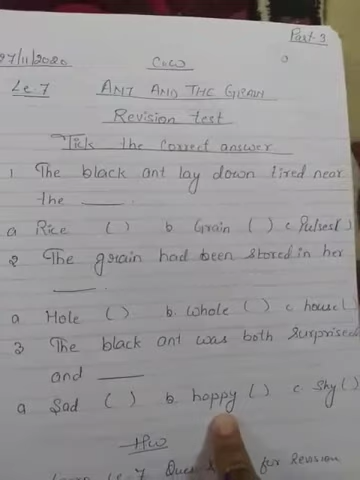 Part-3
27/11/2020 C.W
Le.7 ANT AND THE GRAIN
Revision test
Tick the correct answer
1 The black ant lay down tired near
the ____.
a Rice ( ) b Grain ( ) c Pulses ( )
2 The grain had been stored in her
____.
a Hole ( ) b. whole ( ) c house (
3 The black ant was both surprised
and ____
a Sad ( ) b. happy ( ) c. shy ( )
HW
Le.7 for Revision